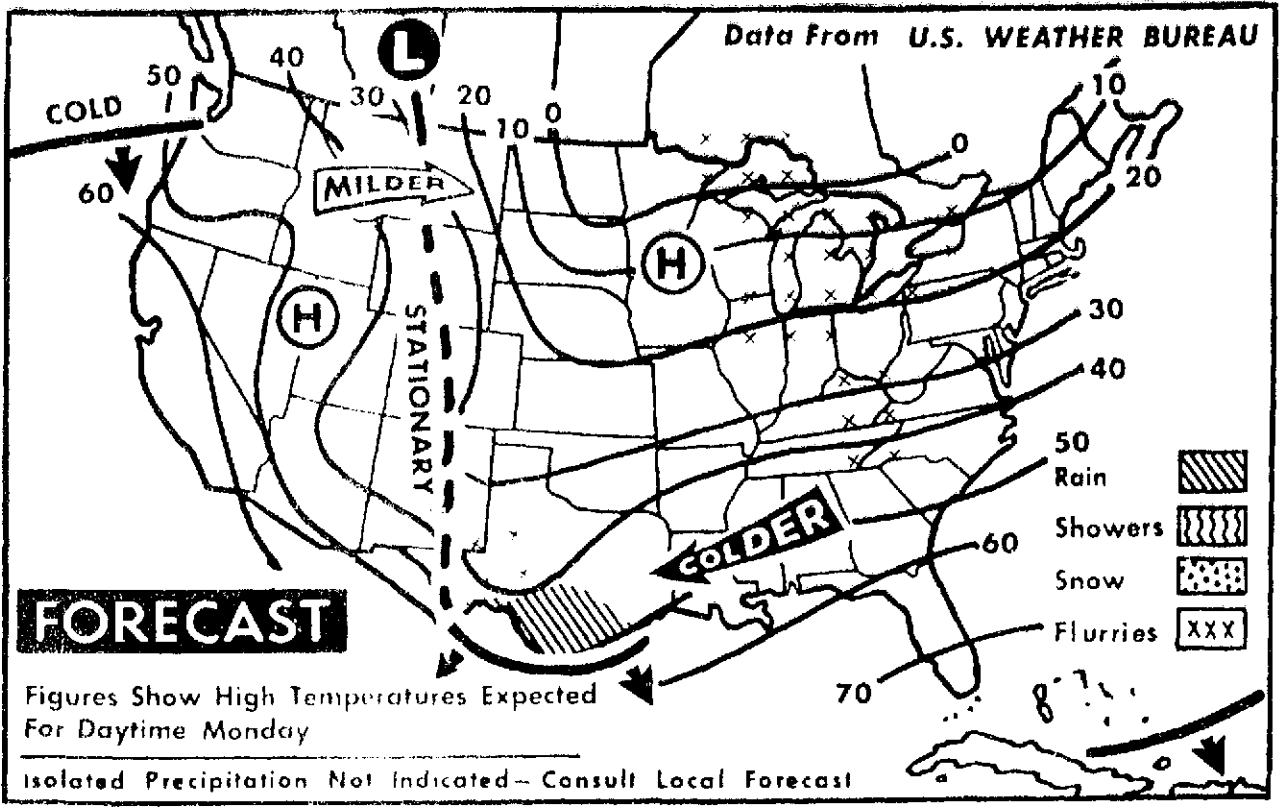 Data From U.S. WEATHER BUREAU
L
50
40
30
20
10
0
10
COLD
0
20
60
MILDER
H
H
STATIONARY
30
40
50
Rain
COLDER
Showers
60
Snow
FORECAST
Flurries XXX
70
Figures Show High Temperatures Expected
For Daytime Monday
Isolated Precipitation Not Indicated – Consult Local Forecast